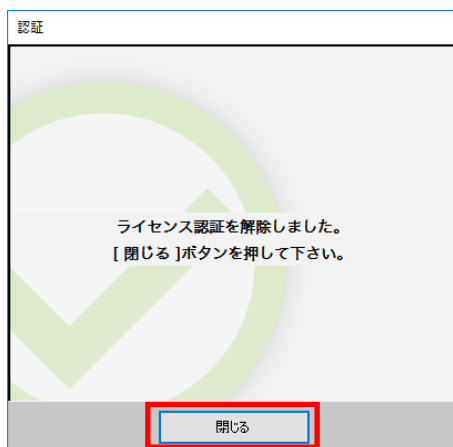 認証
ライセンス認証を解除しました。
[ 閉じる ]ボタンを押して下さい。
閉じる